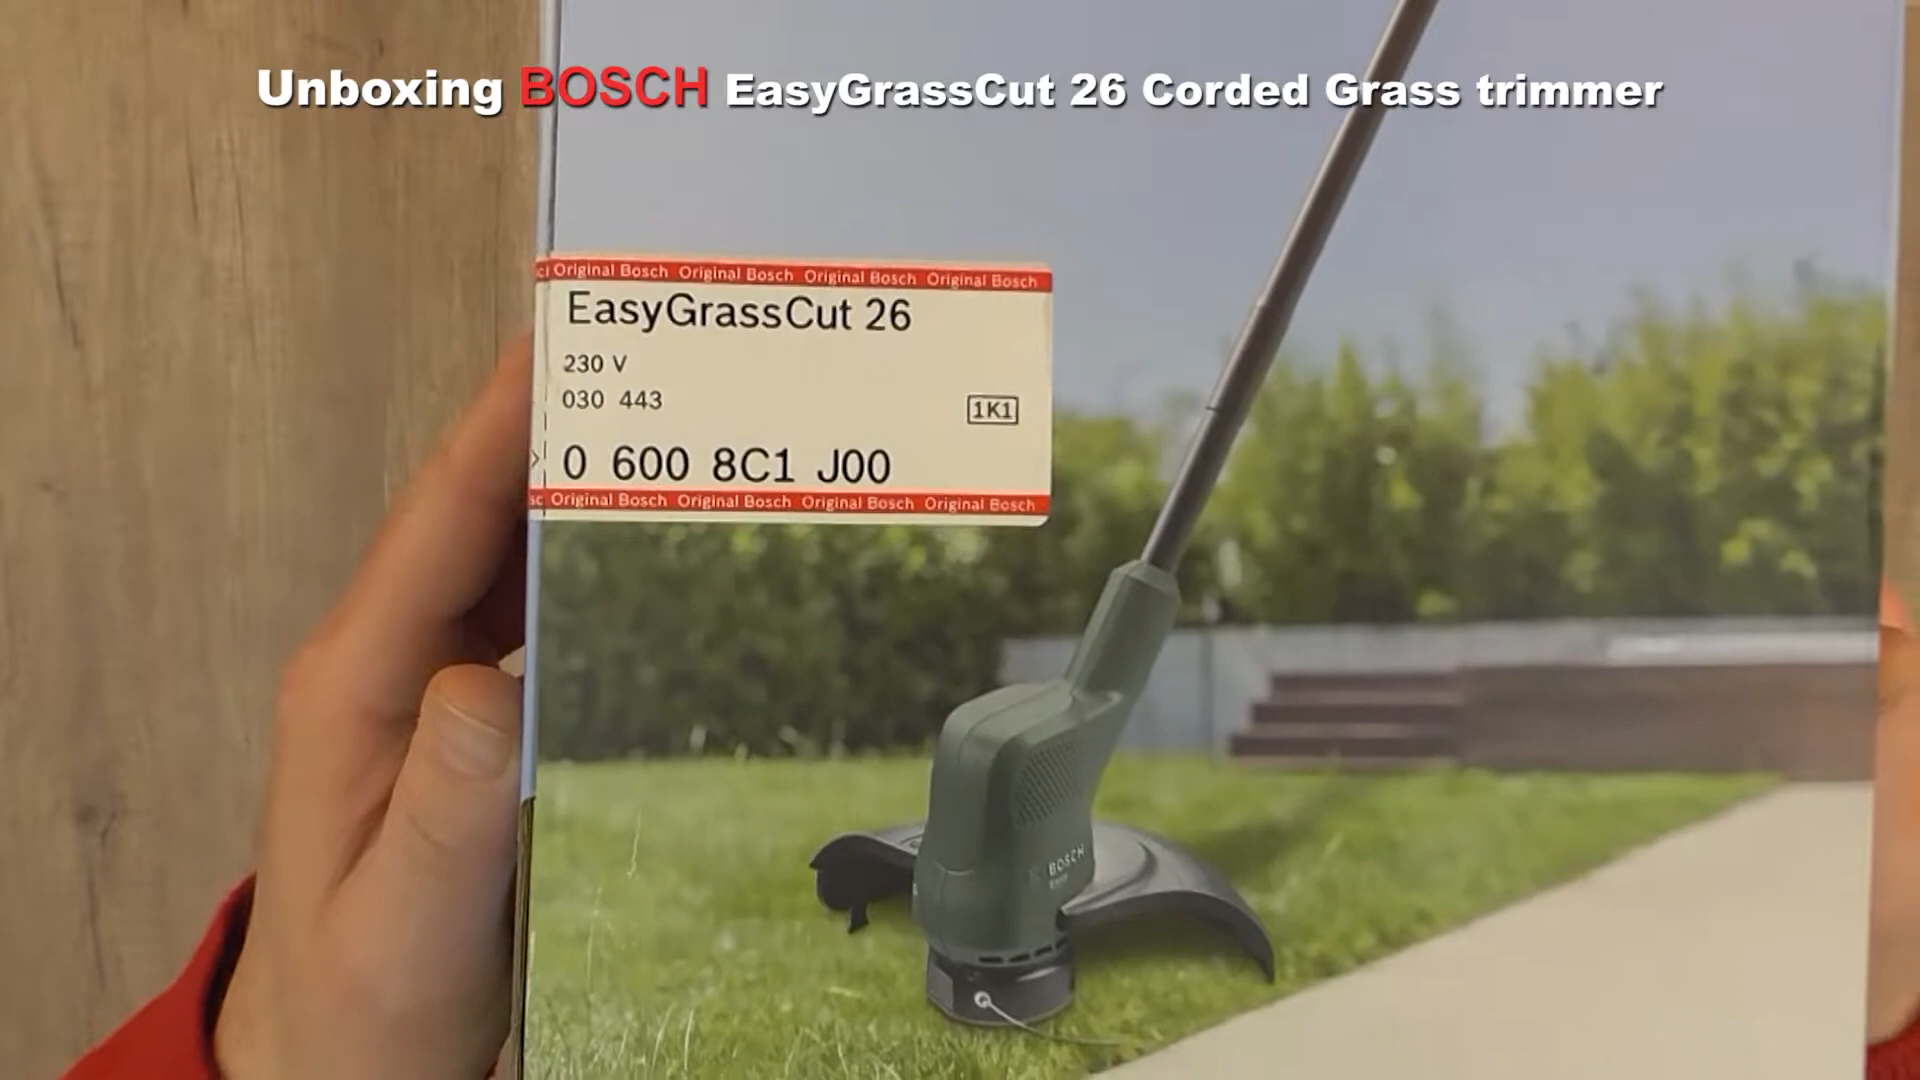 Unboxing BOSCH EasyGrassCut 26 Corded Grass trimmer
Original Bosch Original Bosch Original Bosch Original Bosch
EasyGrassCut 26
230 V
030 443
1K1
0 600 8C1 J00
Original Bosch Original Bosch Original Bosch Original Bosch
BOSCH